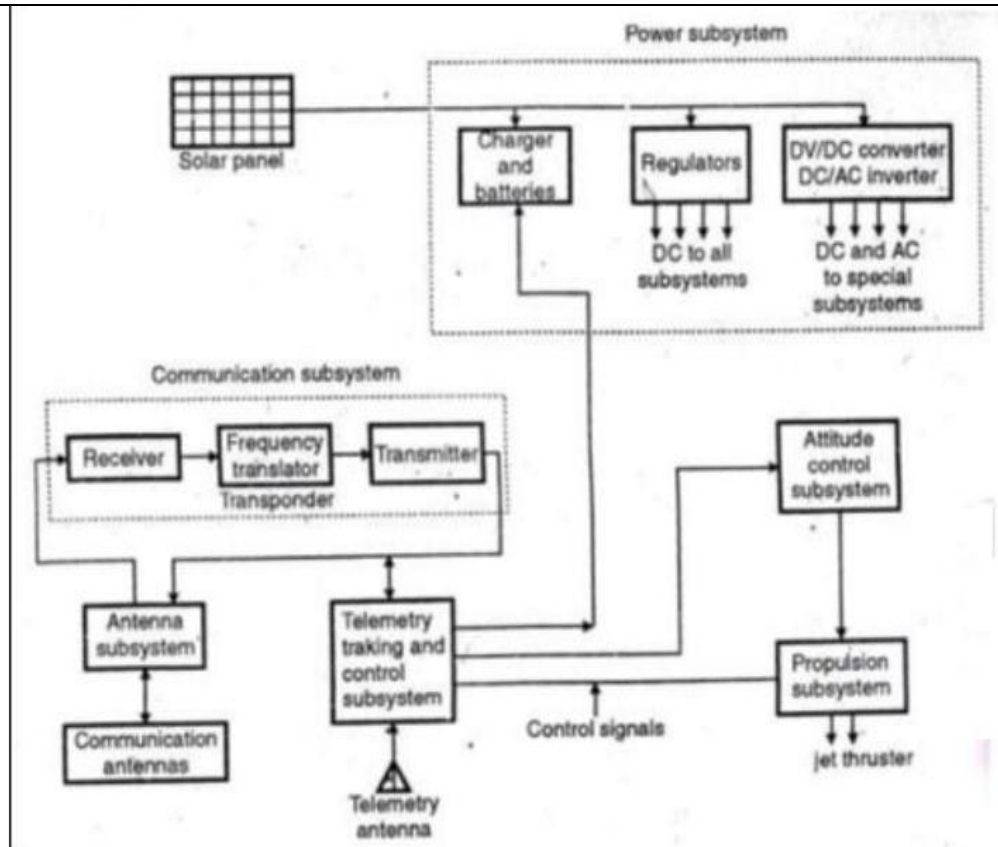 Power subsystem
Solar panel
Charger
and
batteries
Regulators
DV/DC converter
DC/AC inverter
DC to all
subsystems
DC and AC
to special
subsystems
Communication subsystem
Receiver
Frequency
translator
Transmitter
Transponder
Attitude
control
subsystem
Antenna
subsystem
Telemetry
traking and
control
subsystem
Propulsion
subsystem
Control signals
Communication
antennas
jet thruster
Telemetry
antenna